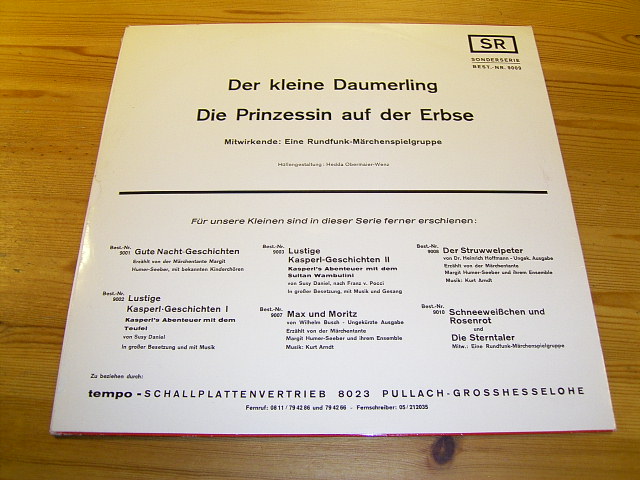 SR
SONDERSERIE
BEST.-NR. 9005
Der kleine Daumerling
Die Prinzessin auf der Erbse
Mitwirkende: Eine Rundfunk-Märchenspielgruppe
Hüllengestaltung: Hedda Obermaier-Wenz
Für unsere Kleinen sind in dieser Serie ferner erschienen:
Best.-Nr.
9001 Gute Nacht-Geschichten
Erzählt von der Märchentante Margit
Humer-Seeber, mit bekannten Kinderchören
Best.-Nr.
9002 Lustige
Kasperl-Geschichten I
Kasperl's Abenteuer mit dem
Teufel
von Susy Daniel
In großer Besetzung und mit Musik
Best.-Nr.
9003 Lustige
Kasperl-Geschichten II
Kasperl's Abenteuer mit dem
Sultan Wambulini
von Susy Daniel, nach Franz v. Pocci
In großer Besetzung, mit Musik und Gesang
Best.-Nr.
9007 Max und Moritz
von Wilhelm Busch - Ungekürzte Ausgabe
Erzählt von der Märchentante
Margit Humer-Seeber und ihrem Ensemble
Musik: Kurt Arndt
Best.-Nr.
9008 Der Struwwelpeter
von Dr. Heinrich Hoffmann - Ungek. Ausgabe
Erzählt von der Märchentante
Margit Humer-Seeber und ihrem Ensemble
Musik: Kurt Arndt
Best.-Nr.
9010 Schneeweißchen und
Rosenrot
und
Die Sterntaler
Mitw.: Eine Rundfunk-Märchenspielgruppe
Zu beziehen durch:
tempo - SCHALLPLATTENVERTRIEB 8023 PULLACH-GROSSHESSELOHE
Fernruf: 08 11 / 79 42 86 und 79 42 66 - Fernschreiber: 05 / 212035